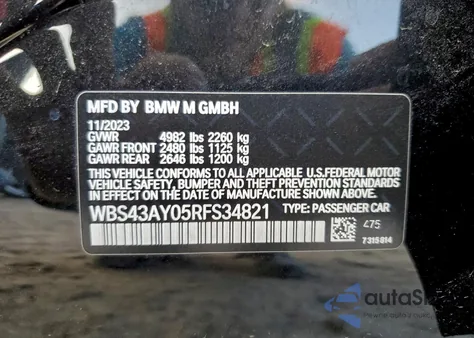 MFD BY BMW M GMBH
11/2023
GVWR 4982 lbs 2260 kg
GAWR FRONT 2480 lbs 1125 kg
GAWR REAR 2646 lbs 1200 kg
THIS VEHICLE CONFORMS TO ALL APPLICABLE U.S.FEDERAL MOTOR
VEHICLE SAFETY, BUMPER, AND THEFT PREVENTION STANDARDS
IN EFFECT ON THE DATE OF MANUFACTURE SHOWN ABOVE.
WBS43AY05RFS34821 TYPE: PASSENGER CAR
475
7315014